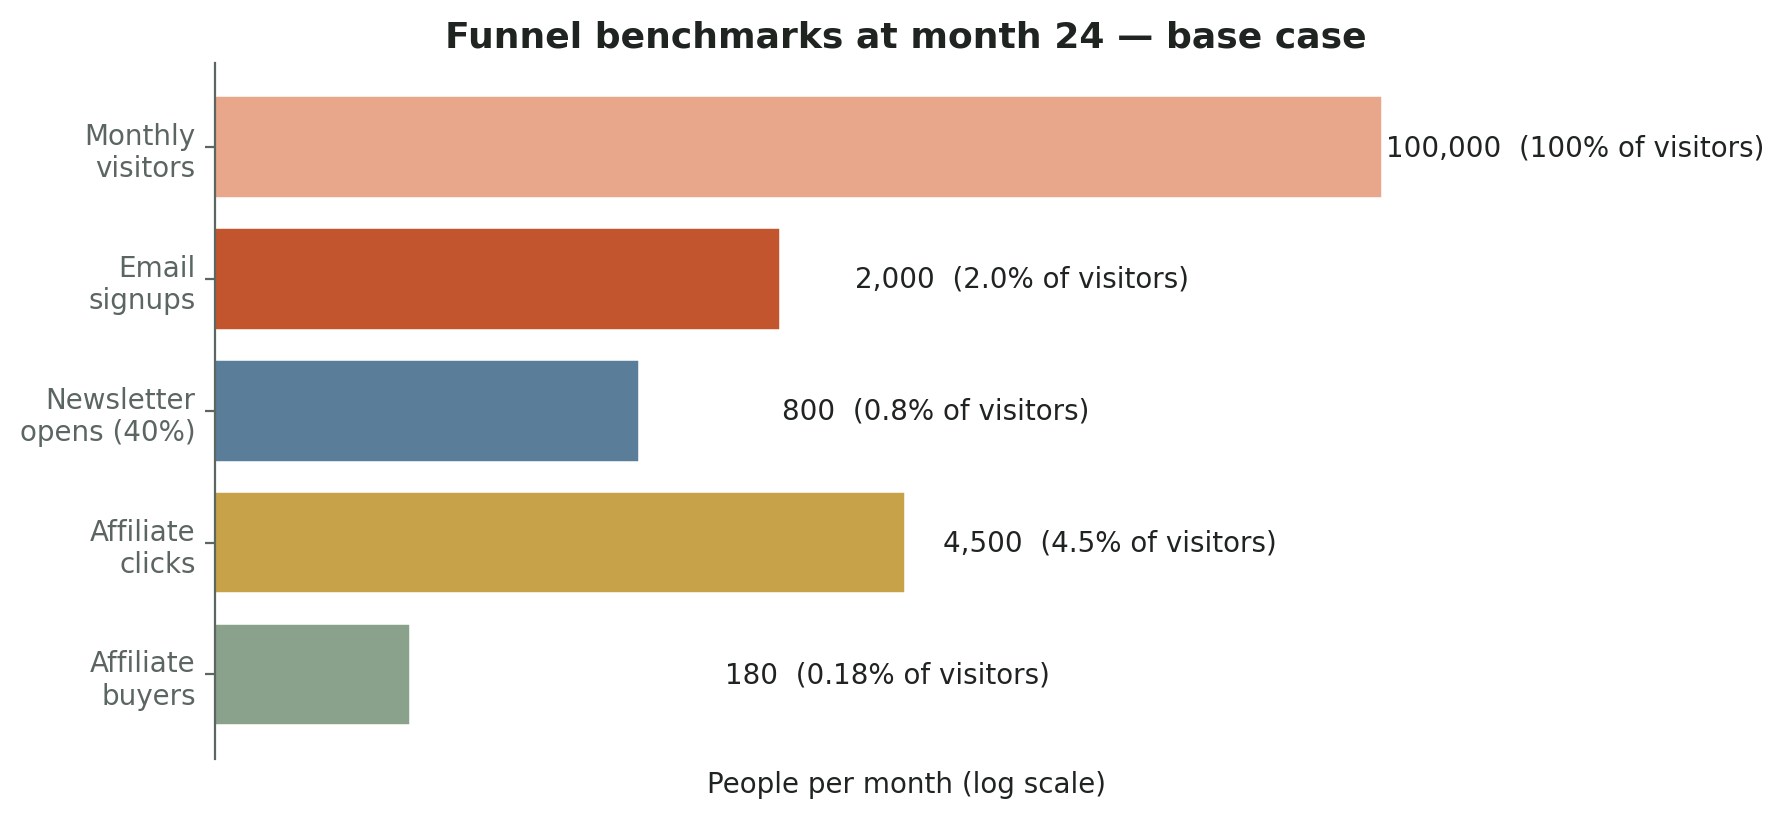 Funnel benchmarks at month 24 — base case
Monthly
visitors
100,000  (100% of visitors)
Email
signups
2,000  (2.0% of visitors)
Newsletter
opens (40%)
800  (0.8% of visitors)
Affiliate
clicks
4,500  (4.5% of visitors)
Affiliate
buyers
180  (0.18% of visitors)
People per month (log scale)